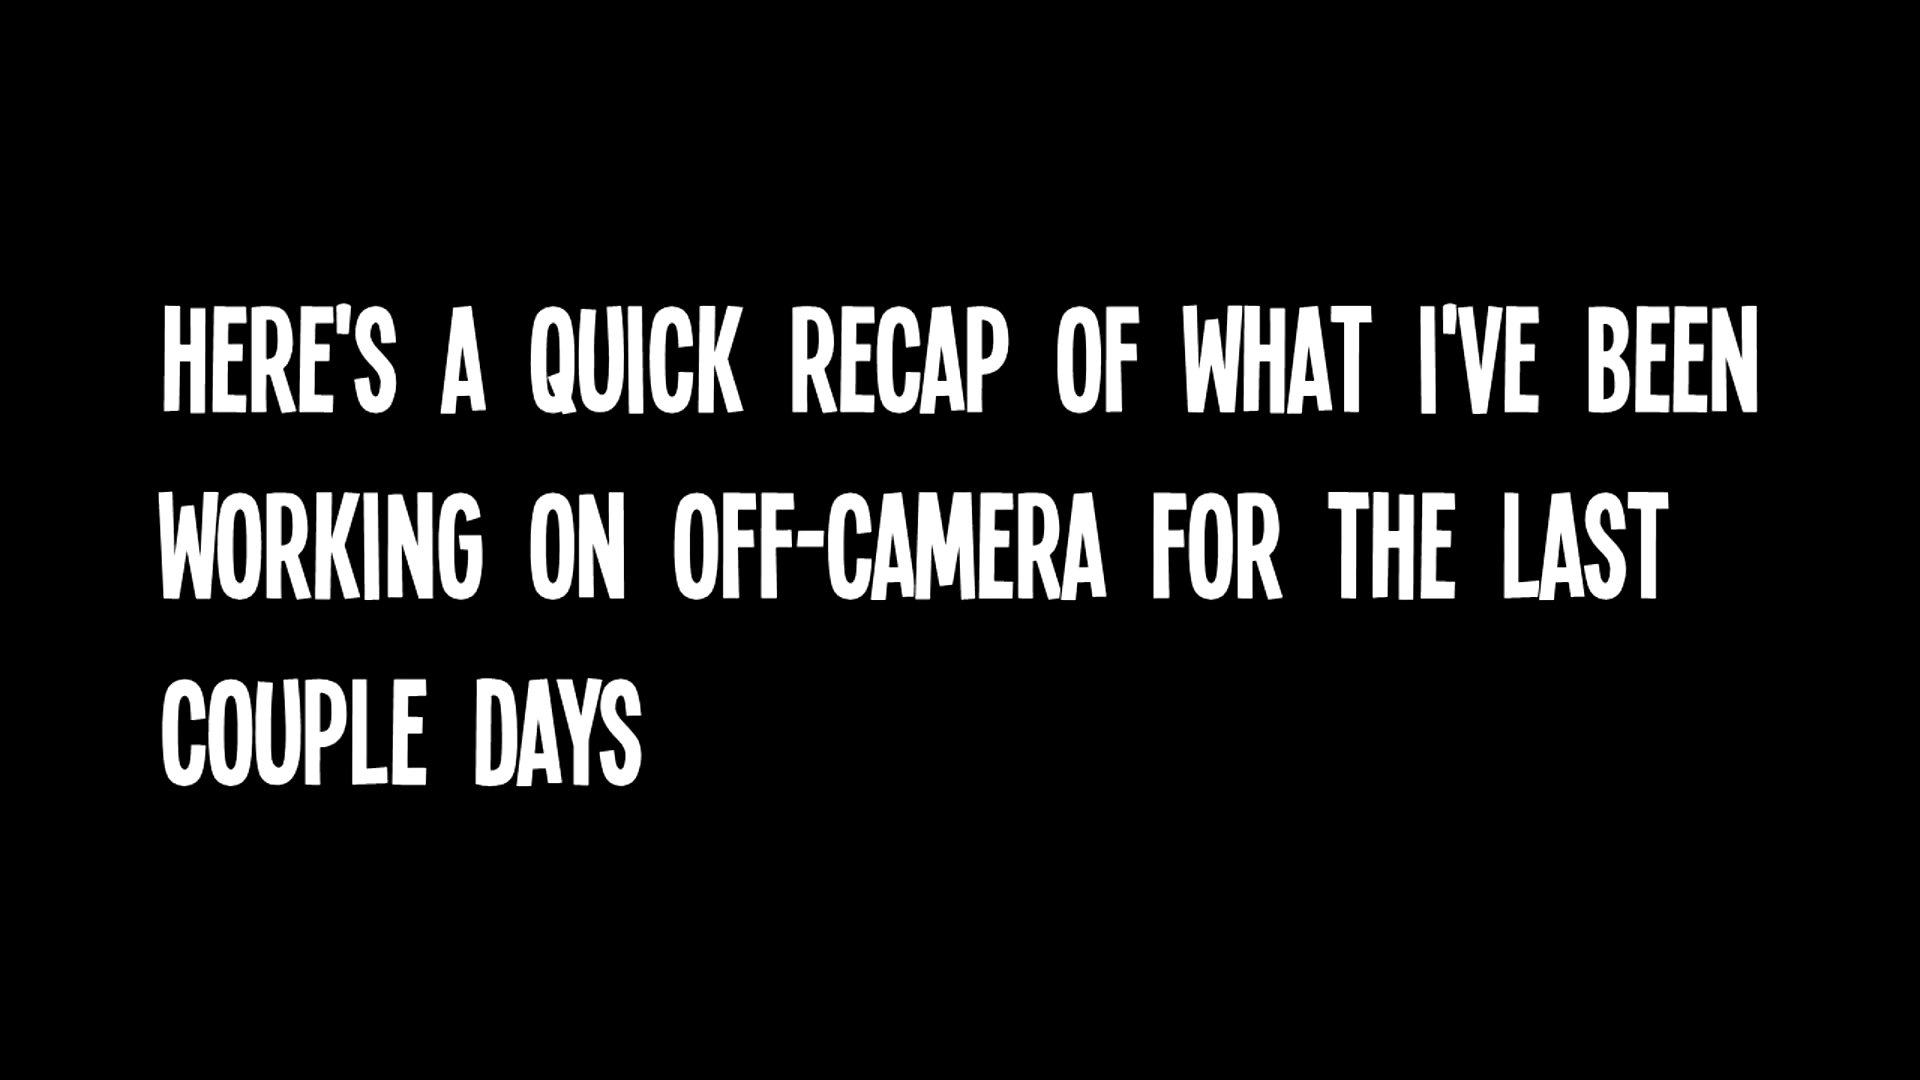 HERE'S A QUICK RECAP OF WHAT I'VE BEEN
WORKING ON OFF-CAMERA FOR THE LAST
COUPLE DAYS